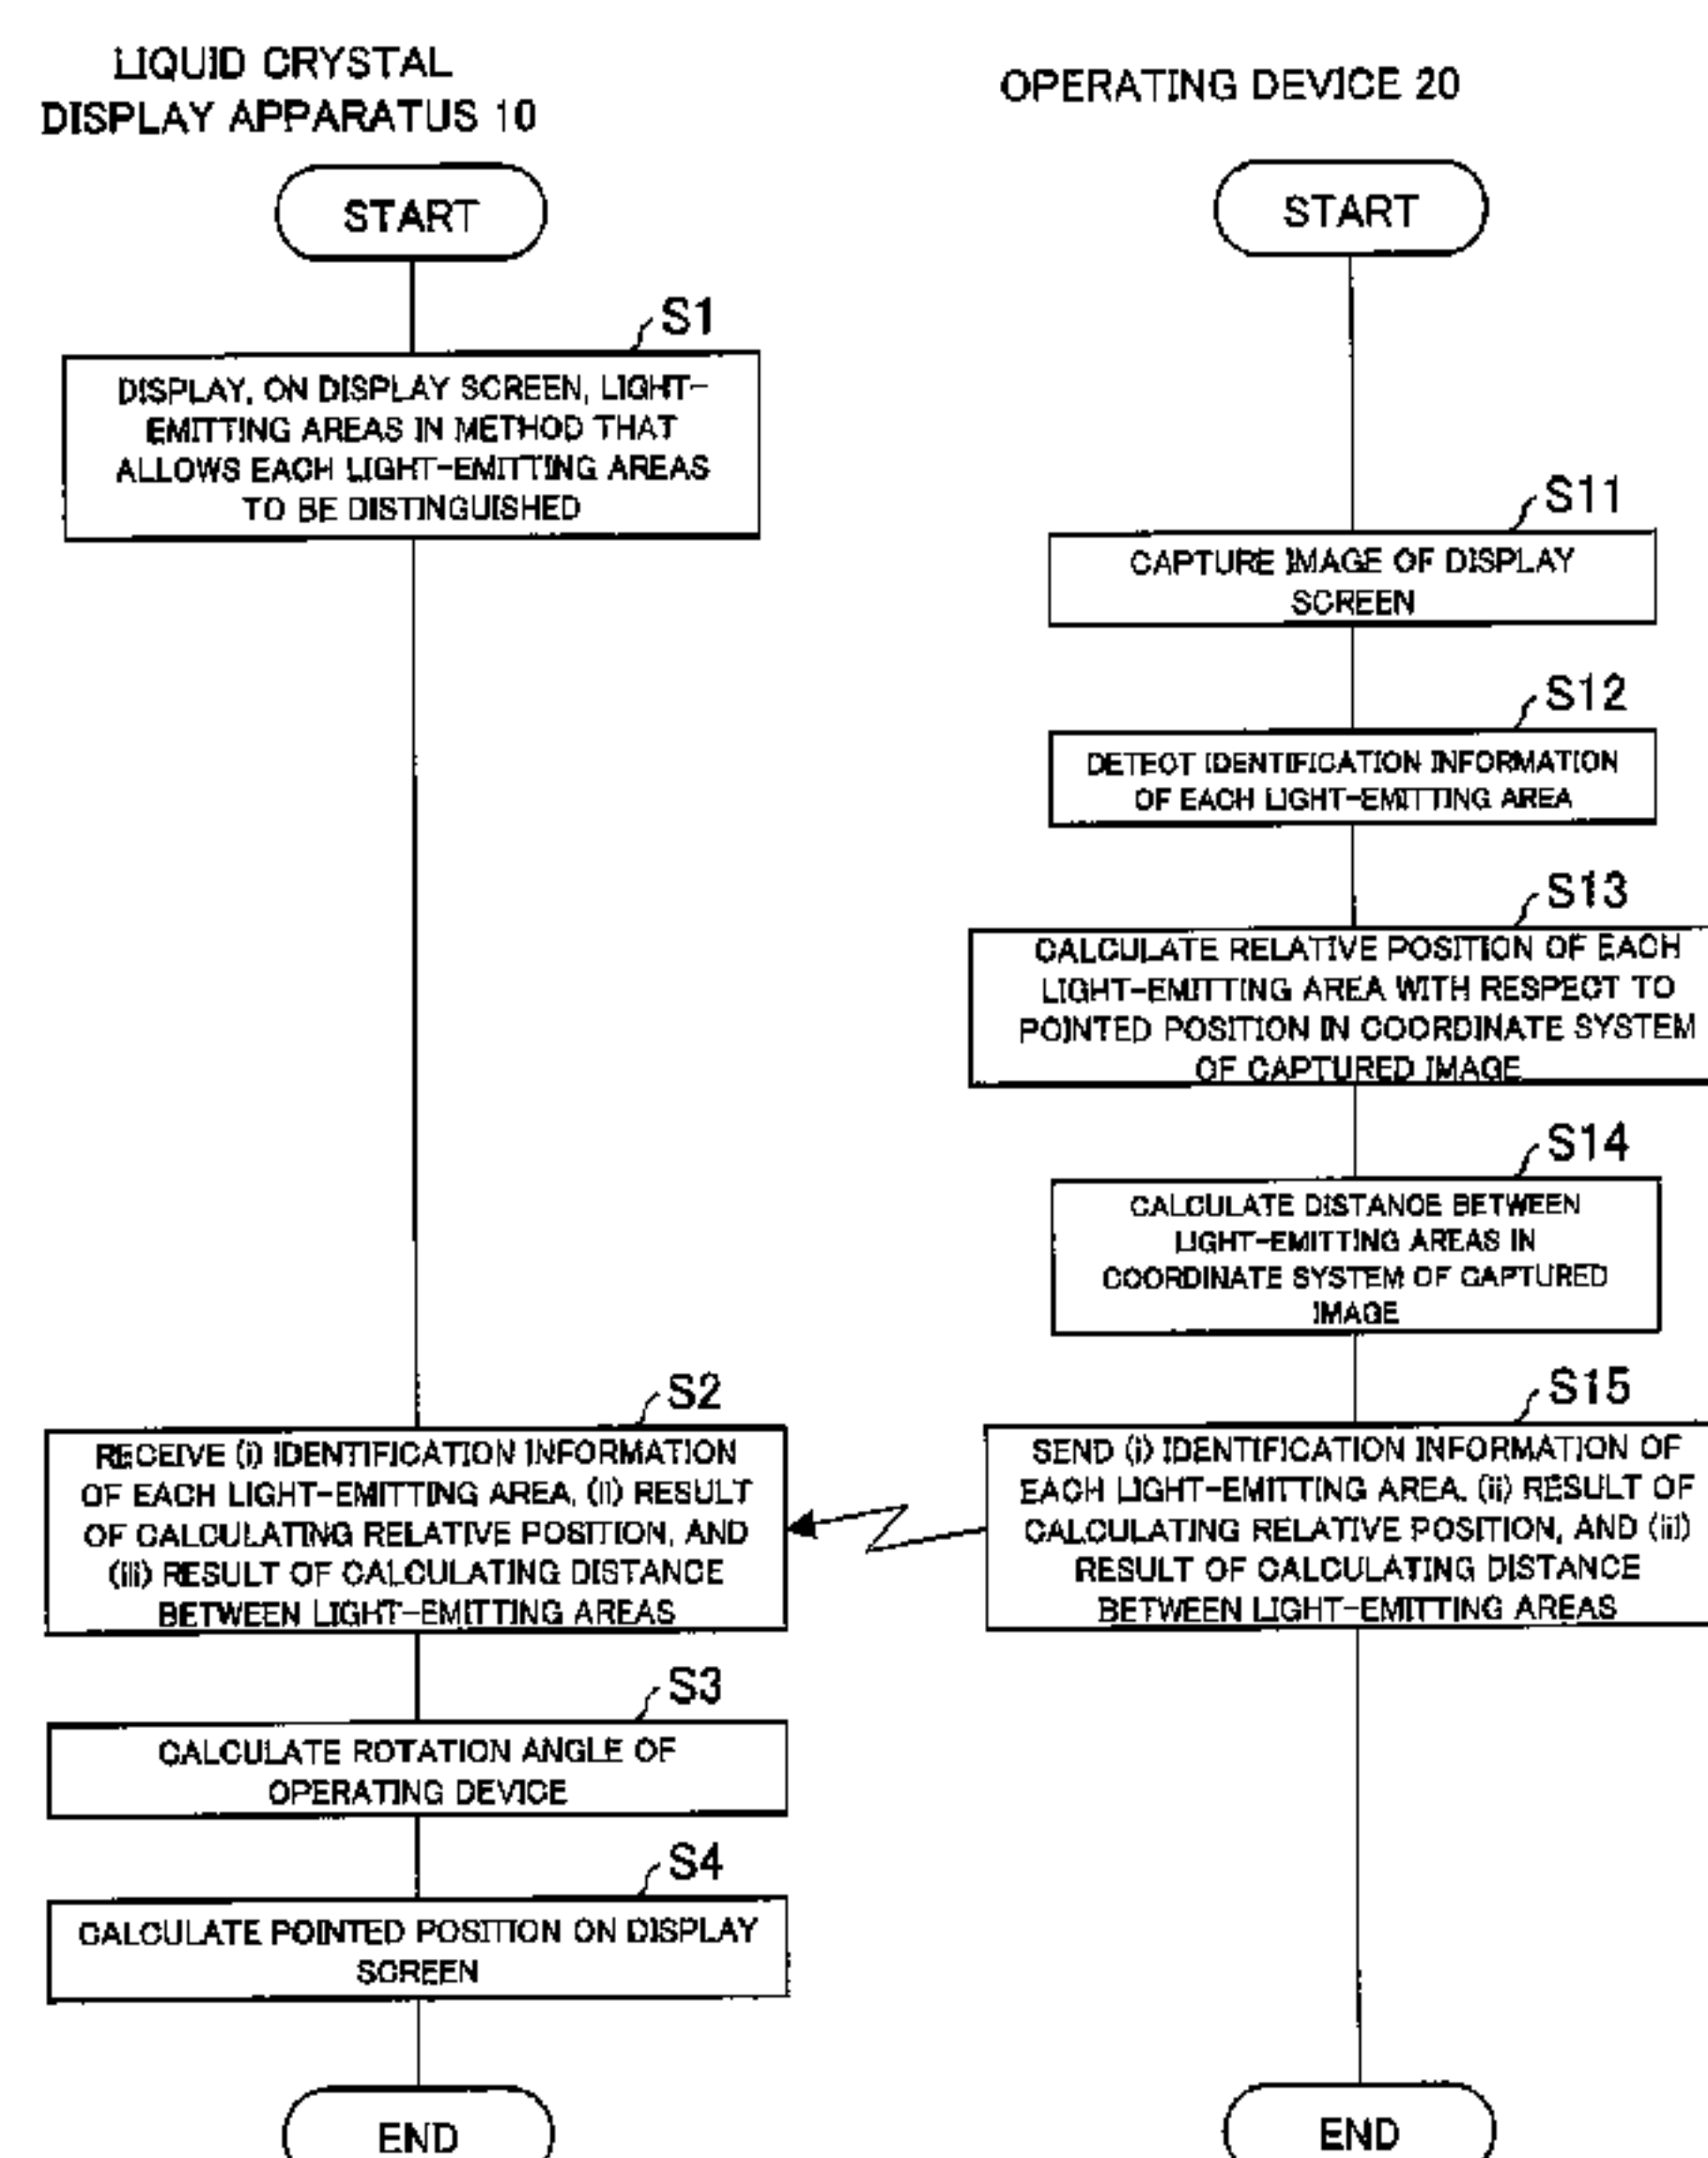 LIQUID CRYSTAL
DISPLAY APPARATUS 10
START
S1
DISPLAY, ON DISPLAY SCREEN, LIGHT-
EMITTING AREAS IN METHOD THAT
ALLOWS EACH LIGHT-EMITTING AREAS
TO BE DISTINGUISHED
S2
RECEIVE (i) IDENTIFICATION INFORMATION
OF EACH LIGHT-EMITTING AREA, (ii) RESULT
OF CALCULATING RELATIVE POSITION, AND
(iii) RESULT OF CALCULATING DISTANCE
BETWEEN LIGHT-EMITTING AREAS
S3
CALCULATE ROTATION ANGLE OF
OPERATING DEVICE
S4
CALCULATE POINTED POSITION ON DISPLAY
SCREEN
END
OPERATING DEVICE 20
START
S11
CAPTURE IMAGE OF DISPLAY
SCREEN
S12
DETECT IDENTIFICATION INFORMATION
OF EACH LIGHT-EMITTING AREA
S13
CALCULATE RELATIVE POSITION OF EACH
LIGHT-EMITTING AREA WITH RESPECT TO
POINTED POSITION IN COORDINATE SYSTEM
OF CAPTURED IMAGE
S14
CALCULATE DISTANCE BETWEEN
LIGHT-EMITTING AREAS IN
COORDINATE SYSTEM OF CAPTURED
IMAGE
S15
SEND (i) IDENTIFICATION INFORMATION OF
EACH LIGHT-EMITTING AREA, (ii) RESULT OF
CALCULATING RELATIVE POSITION, AND (iii)
RESULT OF CALCULATING DISTANCE
BETWEEN LIGHT-EMITTING AREAS
END